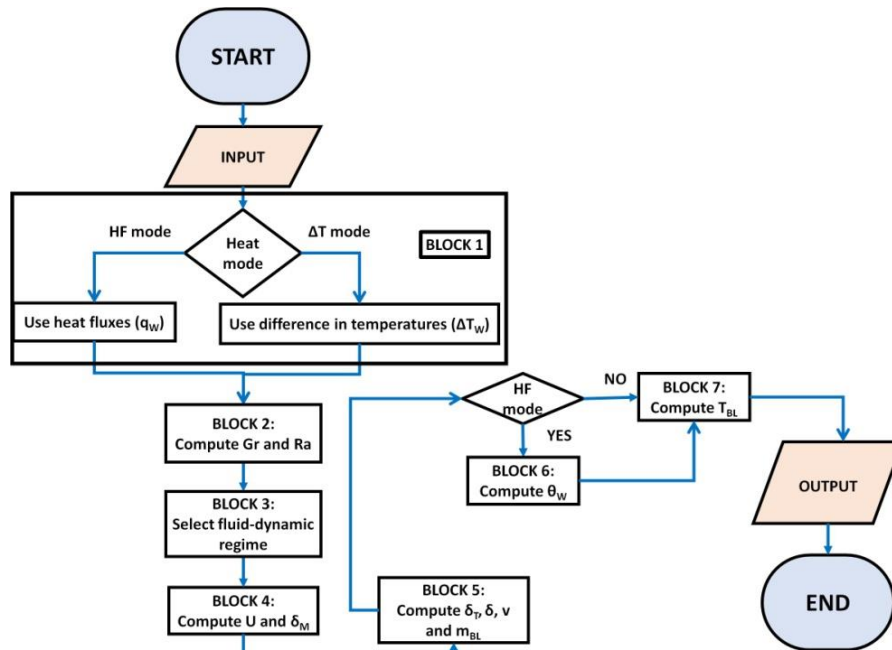 START
INPUT
HF mode
Heat
mode
ΔT mode
BLOCK 1
Use heat fluxes (qW)
Use difference in temperatures (ΔTW)
BLOCK 2:
Compute Gr and Ra
BLOCK 3:
Select fluid-dynamic
regime
BLOCK 4:
Compute U and δM
BLOCK 5:
Compute δT, δ, v
and mBL
HF
mode
NO
YES
BLOCK 6:
Compute θW
BLOCK 7:
Compute TBL
OUTPUT
END